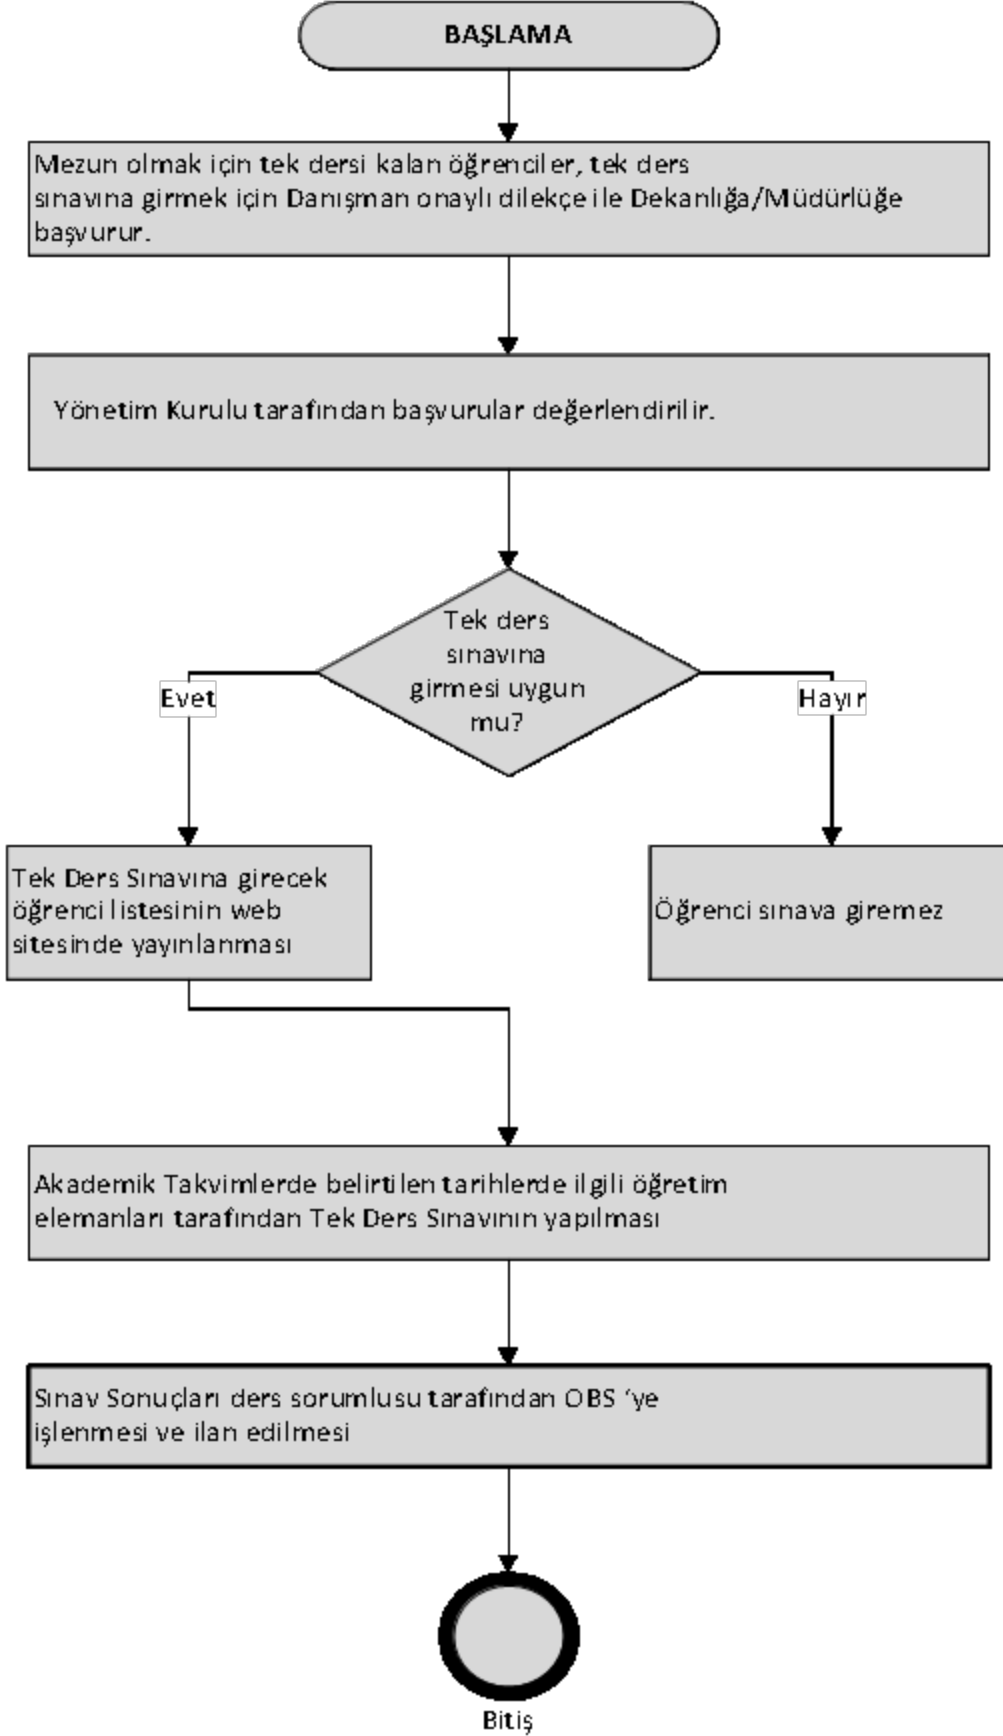 BAŞLAMA
Mezun olmak için tek dersi kalan öğrenciler, tek ders
sınavına girmek için Danışman onaylı dilekçe ile Dekanlığa/Müdürlüğe
başvurur.
Yönetim Kurulu tarafından başvurular değerlendirilir.
Tek ders
sınavına
girmesi uygun
mu?
Evet
Hayır
Tek Ders Sınavına girecek
öğrenci listesinin web
sitesinde yayınlanması
Öğrenci sınava giremez
Akademik Takvimlerde belirtilen tarihlerde ilgili öğretim
elemanları tarafından Tek Ders Sınavının yapılması
Sınav Sonuçları ders sorumlusu tarafından OBS ‘ye
işlenmesi ve ilan edilmesi
Bitiş